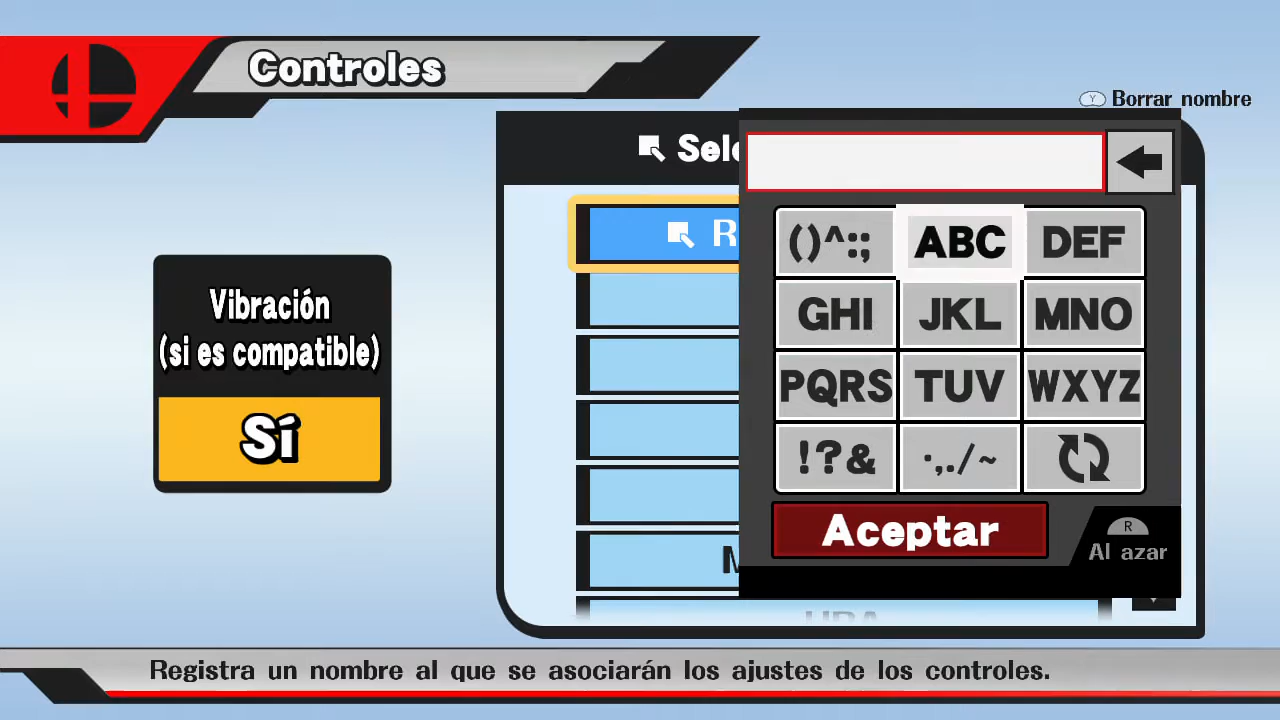 Controles
Y Borrar nombre
Vibración
(si es compatible)
Sí
()^:;
ABC
DEF
GHI
JKL
MNO
PQRS
TUV
WXYZ
!?&
·,./~
Aceptar
R
Al azar
Registra un nombre al que se asociarán los ajustes de los controles.